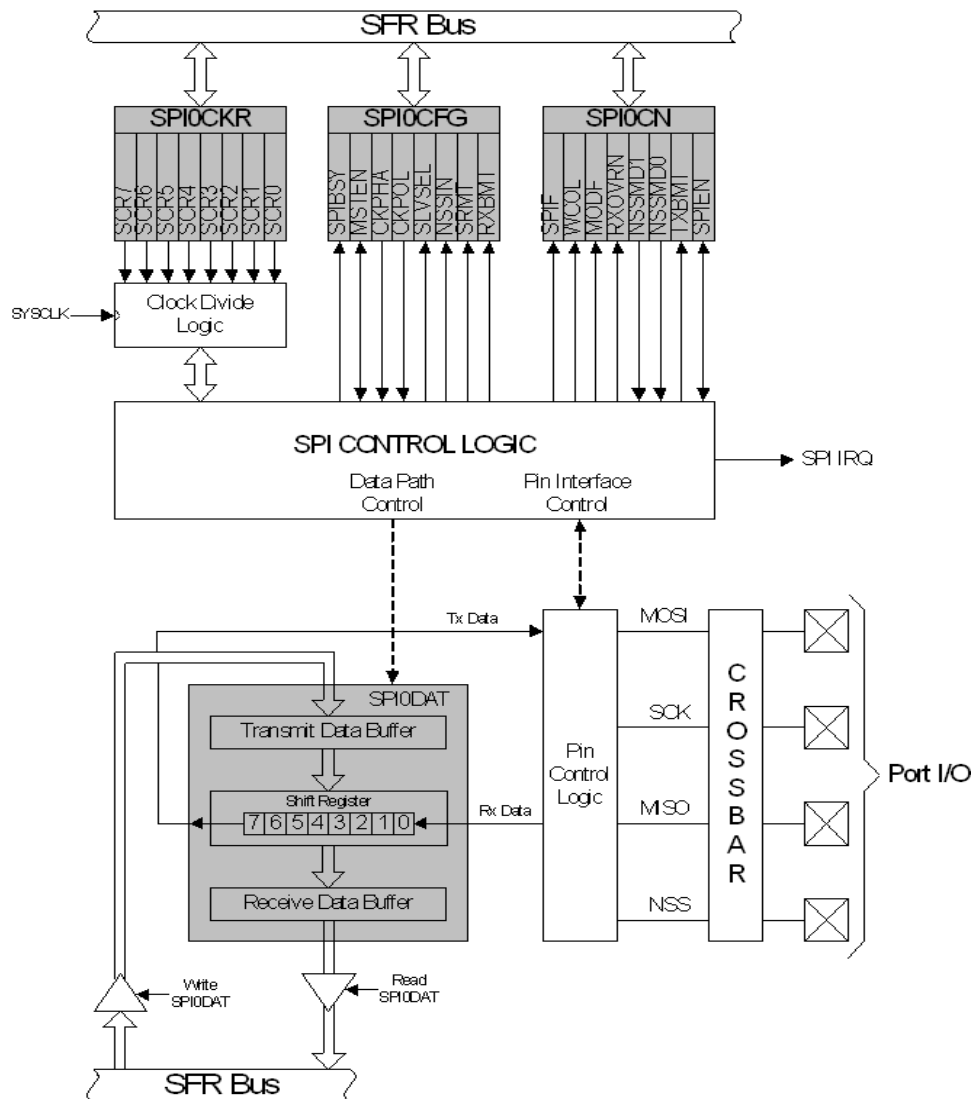 SFR Bus
SPI0CKR
SPI0CFG
SPI0CN
SCR7
SCR6
SCR5
SCR4
SCR3
SCR2
SCR1
SCR0
SPIBSY
MSTEN
CKPHA
CKPOL
SLVSEL
NSSIN
SRMT
RXBMT
SPIF
WCOL
MODF
RXOVRN
NSSMD1
NSSMD0
TXBMT
SPIEN
SYSCLK
Clock Divide
Logic
SPI CONTROL LOGIC
Data Path
Control
Pin Interface
Control
SPI IRQ
Tx Data
MOSI
SPI0DAT
Transmit Data Buffer
SCK
Shift Register
7 6 5 4 3 2 1 0
Rx Data
Pin
Control
Logic
MISO
CROSSBAR
Port I/O
Receive Data Buffer
NSS
Write
SPI0DAT
Read
SPI0DAT
SFR Bus